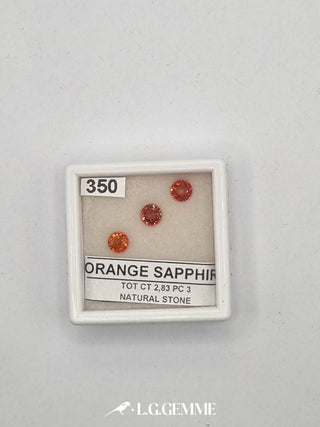 350
ORANGE SAPPHIR
TOT CT 2,83 PC 3
NATURAL STONE
L.G.GEMME